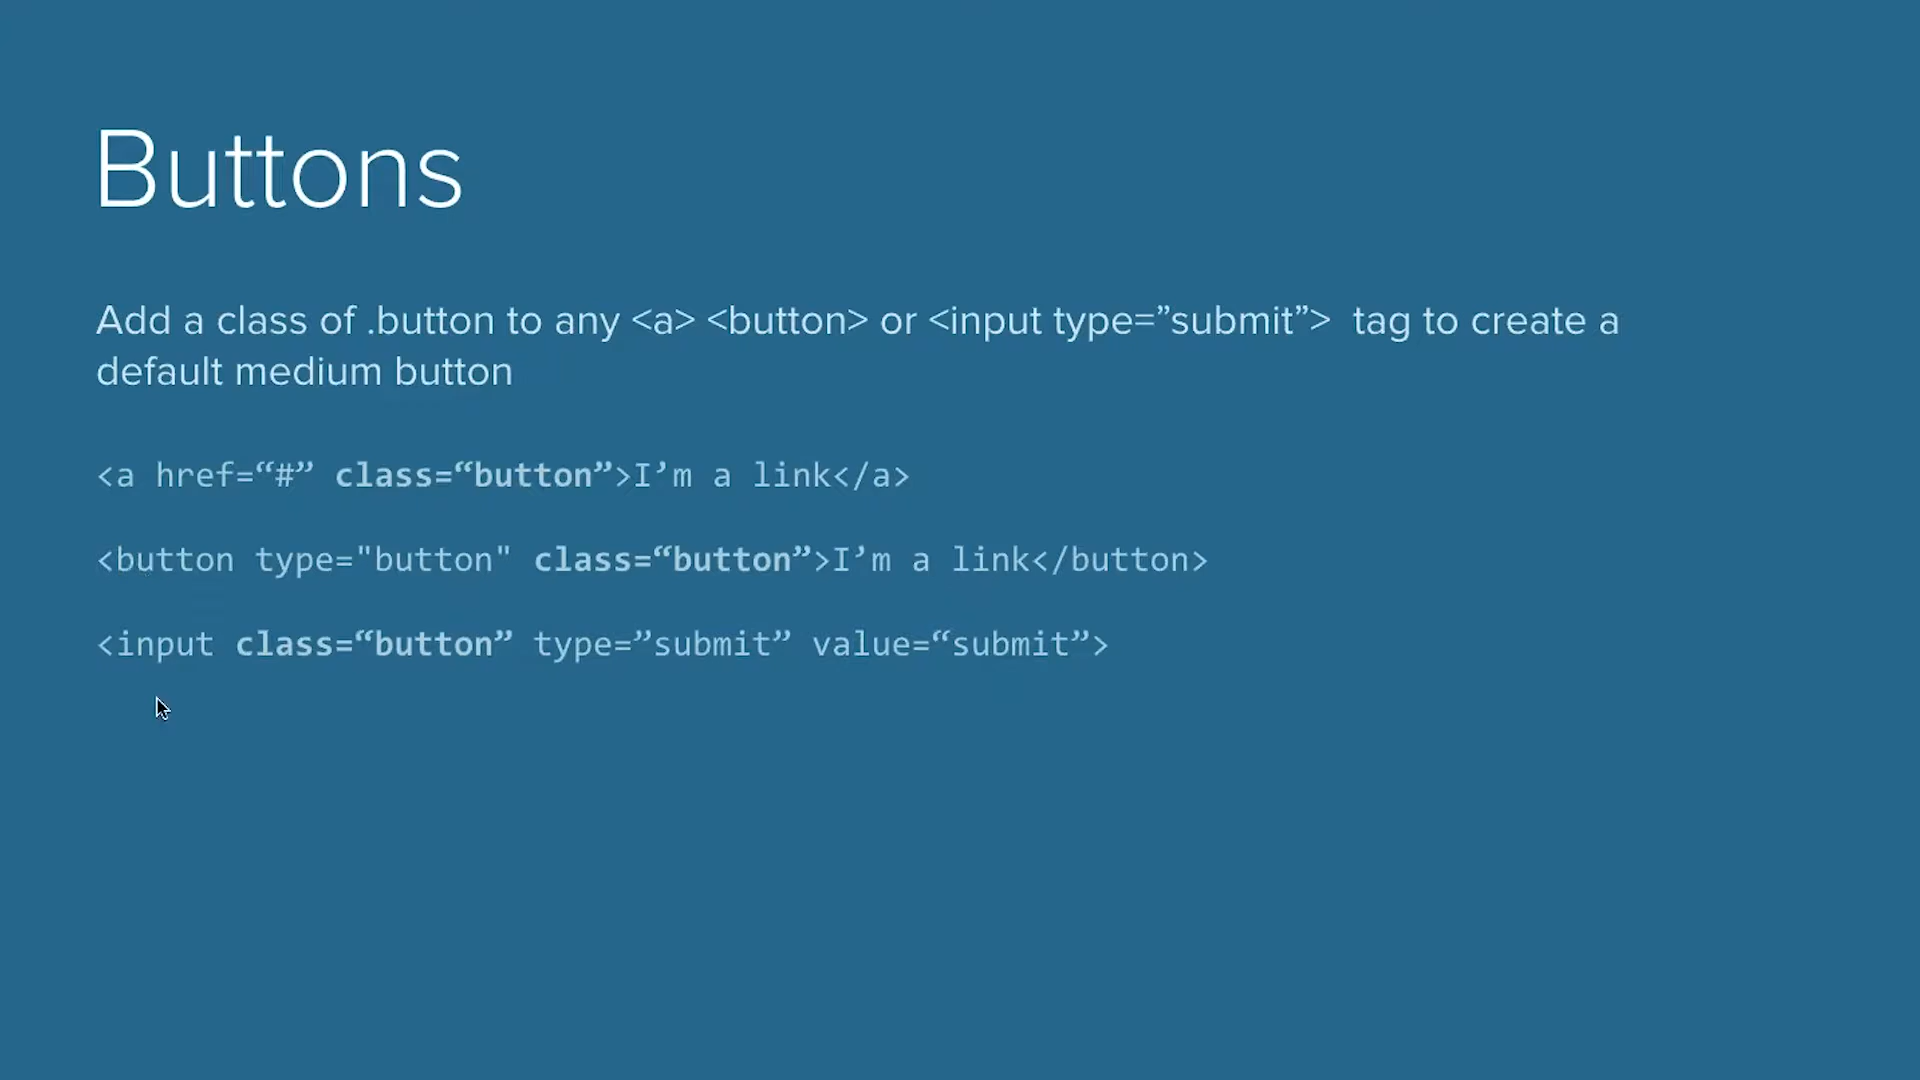 Buttons
Add a class of .button to any <a> <button> or <input type=”submit”>  tag to create a
default medium button
<a href=“#” class=“button”>I’m a link</a>
<button type="button" class=“button”>I’m a link</button>
<input class=“button” type=”submit” value=“submit”>